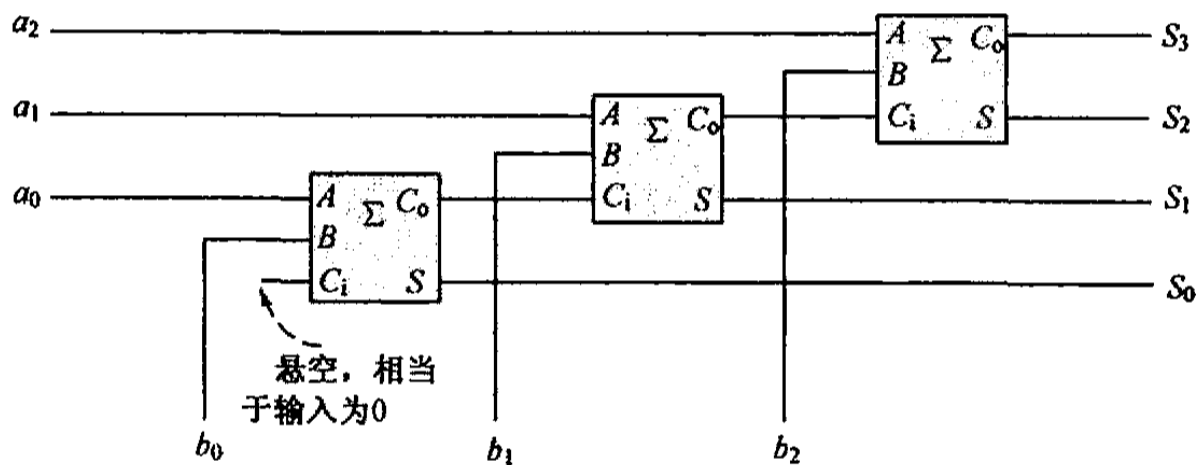 a₂ A Σ Cₒ S₃
B
a₁ A Σ Cₒ Cᵢ S S₂
B
a₀ A Σ Cₒ Cᵢ S S₁
B
Cᵢ S S₀
悬空，相当
于输入为0
b₀ b₁ b₂